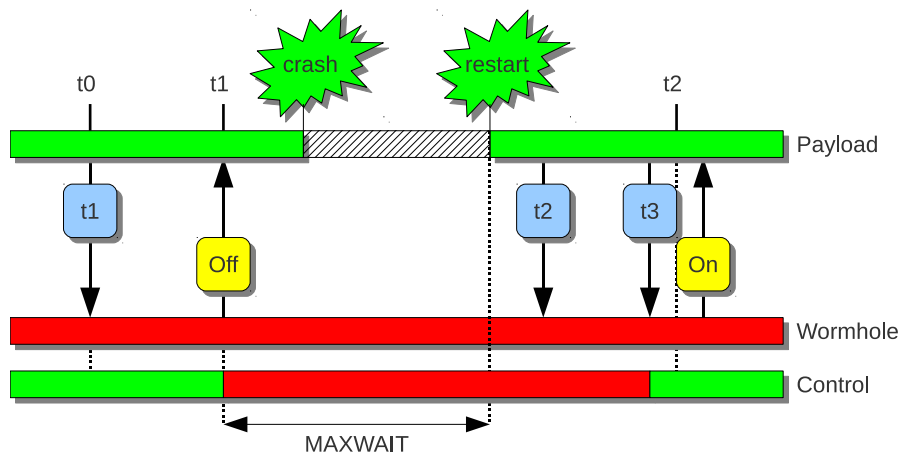 crash
restart
t0
t1
t2
Payload
t1
t2
t3
Off
On
Wormhole
Control
MAXWAIT